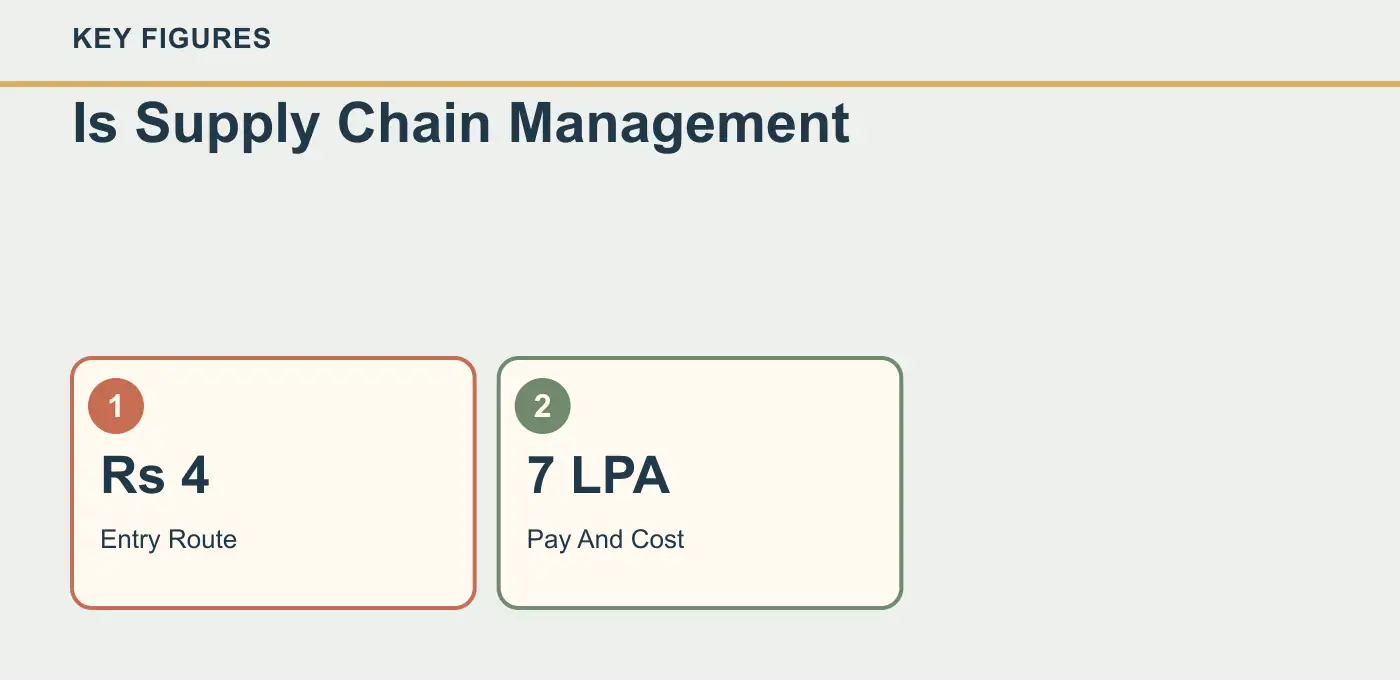 KEY FIGURES
Is Supply Chain Management
1
Rs 4
Entry Route
2
7 LPA
Pay And Cost